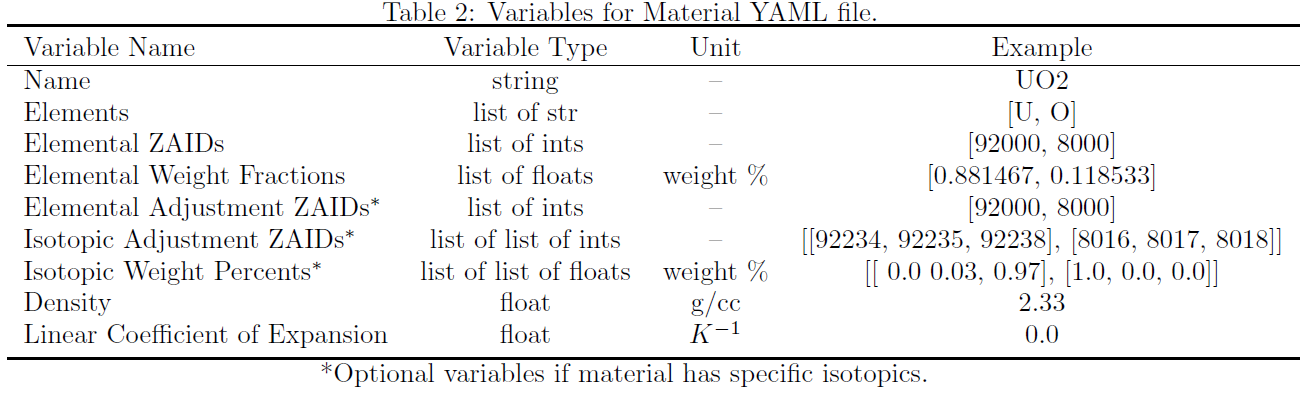 Table 2: Variables for Material YAML file.
Variable Name Variable Type Unit Example
Name string – UO2
Elements list of str – [U, O]
Elemental ZAIDs list of ints – [92000, 8000]
Elemental Weight Fractions list of floats weight % [0.881467, 0.118533]
Elemental Adjustment ZAIDs* list of ints – [92000, 8000]
Isotopic Adjustment ZAIDs* list of list of ints – [[92234, 92235, 92238], [8016, 8017, 8018]]
Isotopic Weight Percents* list of list of floats weight % [[ 0.0 0.03, 0.97], [1.0, 0.0, 0.0]]
Density float g/cc 2.33
Linear Coefficient of Expansion float K⁻¹ 0.0
*Optional variables if material has specific isotopics.